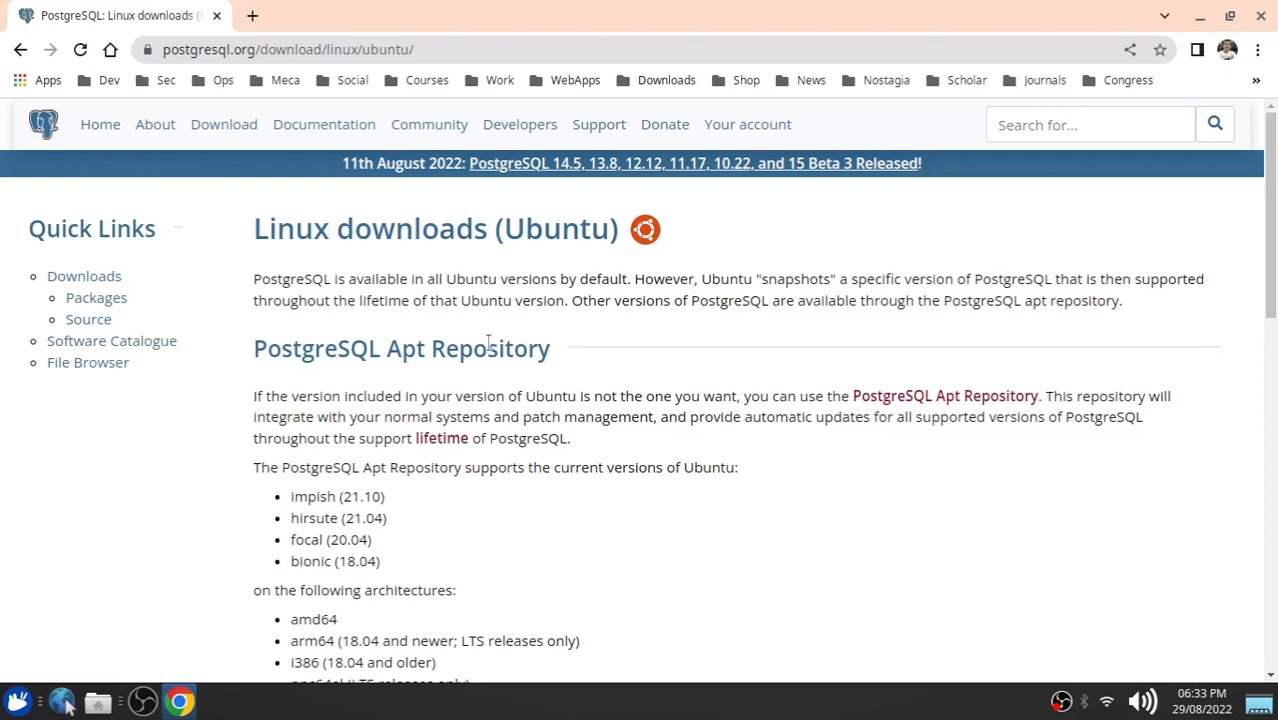 PostgreSQL: Linux downloads (U
postgresql.org/download/linux/ubuntu/
Apps Dev Sec Ops Meca Social Courses Work WebApps Downloads Shop News Nostagia Scholar Journals Congress »
Home About Download Documentation Community Developers Support Donate Your account Search for...
11th August 2022: PostgreSQL 14.5, 13.8, 12.12, 11.17, 10.22, and 15 Beta 3 Released!
Quick Links
Downloads
Packages
Source
Software Catalogue
File Browser
Linux downloads (Ubuntu)
PostgreSQL is available in all Ubuntu versions by default. However, Ubuntu "snapshots" a specific version of PostgreSQL that is then supported
throughout the lifetime of that Ubuntu version. Other versions of PostgreSQL are available through the PostgreSQL apt repository.
PostgreSQL Apt Repository
If the version included in your version of Ubuntu is not the one you want, you can use the PostgreSQL Apt Repository. This repository will
integrate with your normal systems and patch management, and provide automatic updates for all supported versions of PostgreSQL
throughout the support lifetime of PostgreSQL.
The PostgreSQL Apt Repository supports the current versions of Ubuntu:
impish (21.10)
hirsute (21.04)
focal (20.04)
bionic (18.04)
on the following architectures:
amd64
arm64 (18.04 and newer; LTS releases only)
i386 (18.04 and older)
06:33 PM
29/08/2022